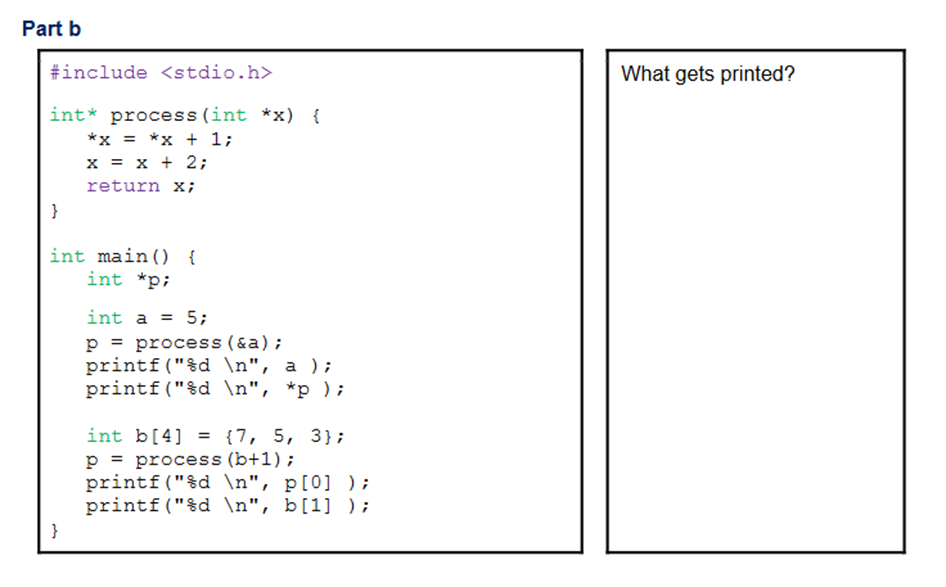 Part b
#include <stdio.h>
int* process(int *x) {
*x = *x + 1;
x = x + 2;
return x;
}
int main() {
int *p;
int a = 5;
p = process(&a);
printf("%d \n", a );
printf("%d \n", *p );
int b[4] = {7, 5, 3};
p = process(b+1);
printf("%d \n", p[0] );
printf("%d \n", b[1] );
}
What gets printed?